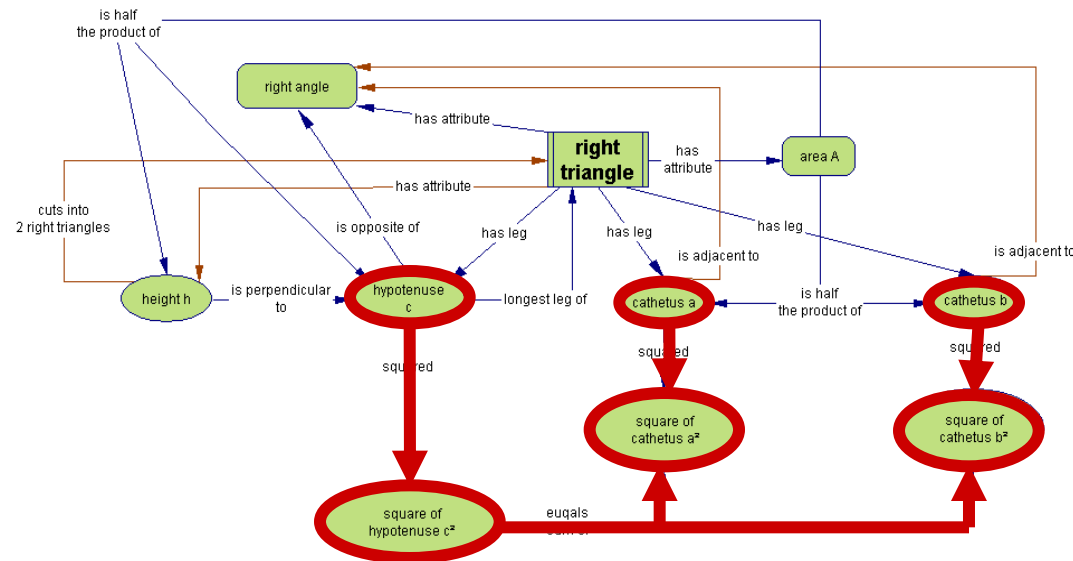 is half
the product of
right angle
has attribute
right
triangle
has
attribute
area A
has attribute
cuts into
2 right triangles
is opposite of
has leg
has leg
has leg
is adjacent to
is adjacent to
height h
is perpendicular
to
hypotenuse
c
longest leg of
cathetus a
is half
the product of
cathetus b
squared
squared
squared
square of
cathetus a²
square of
cathetus b²
square of
hypotenuse c²
euqals